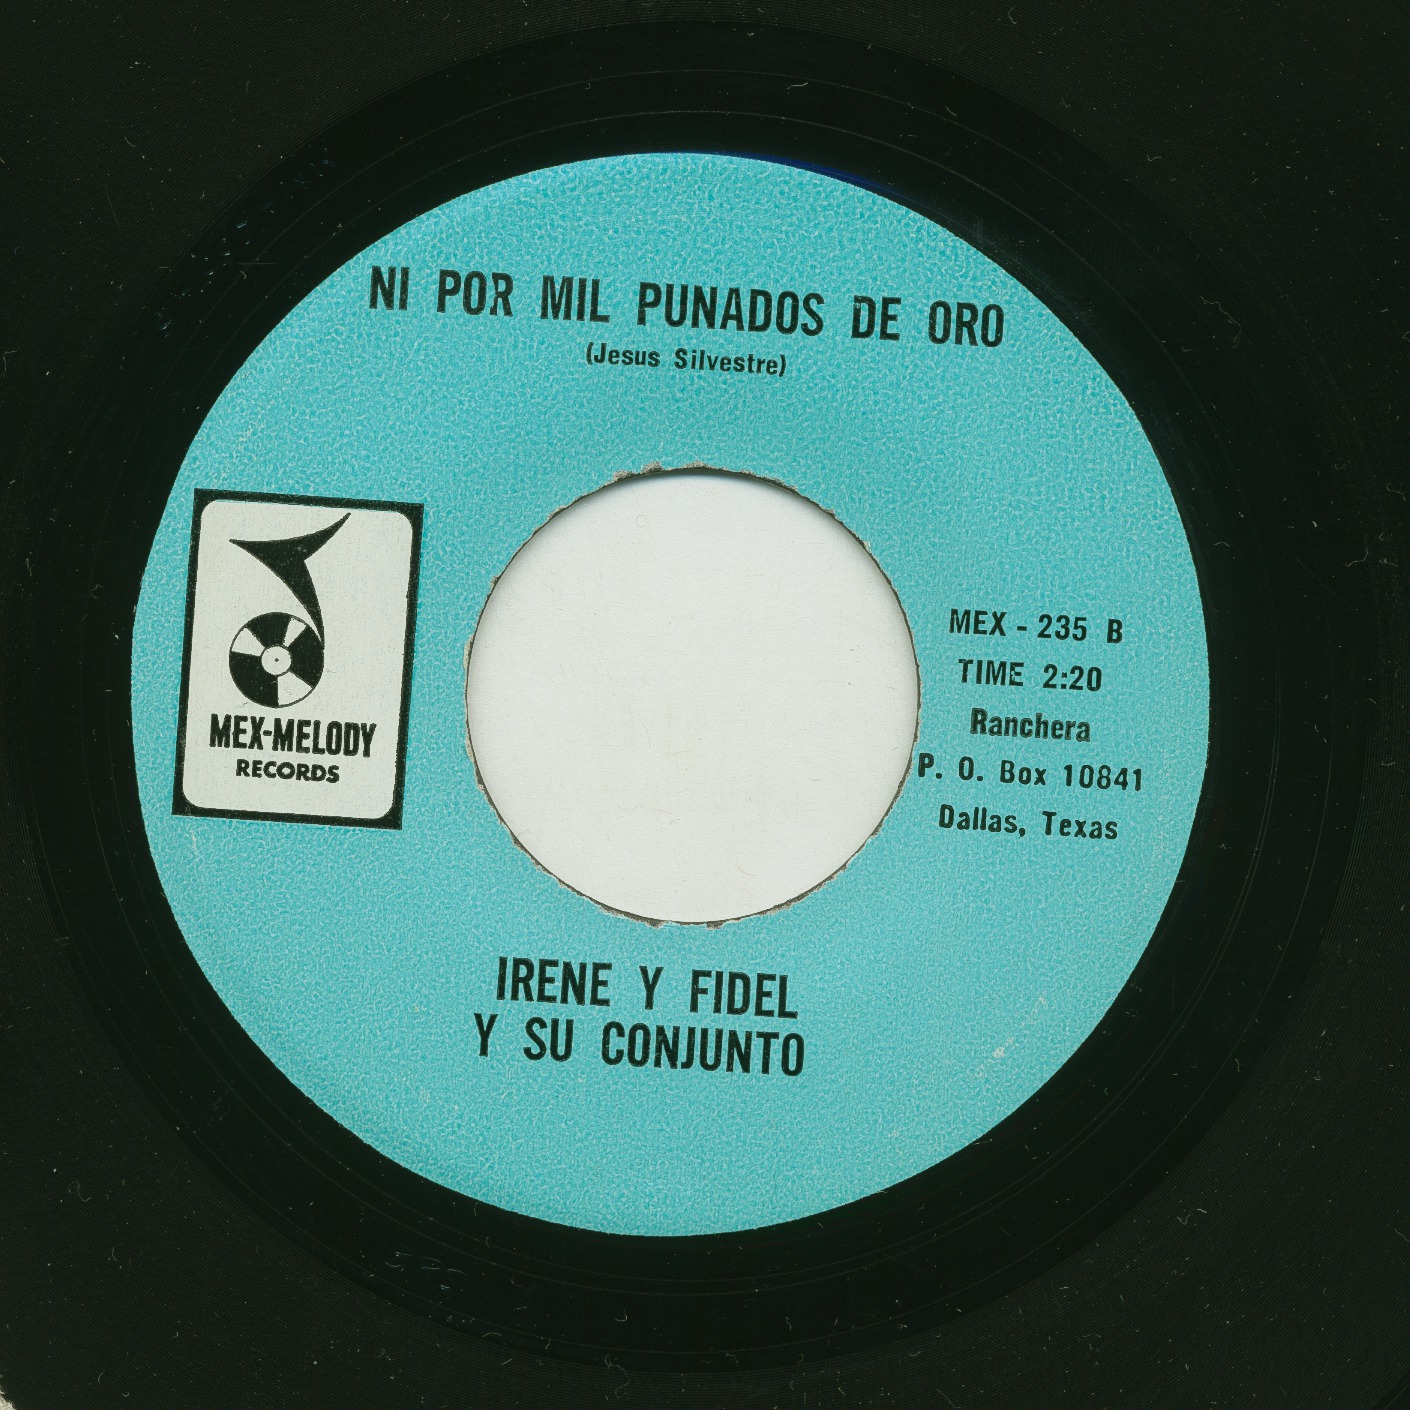 NI POR MIL PUNADOS DE ORO
(Jesus Silvestre)
MEX-MELODY
RECORDS
MEX - 235 B
TIME 2:20
Ranchera
P. O. Box 10841
Dallas, Texas
IRENE Y FIDEL
Y SU CONJUNTO